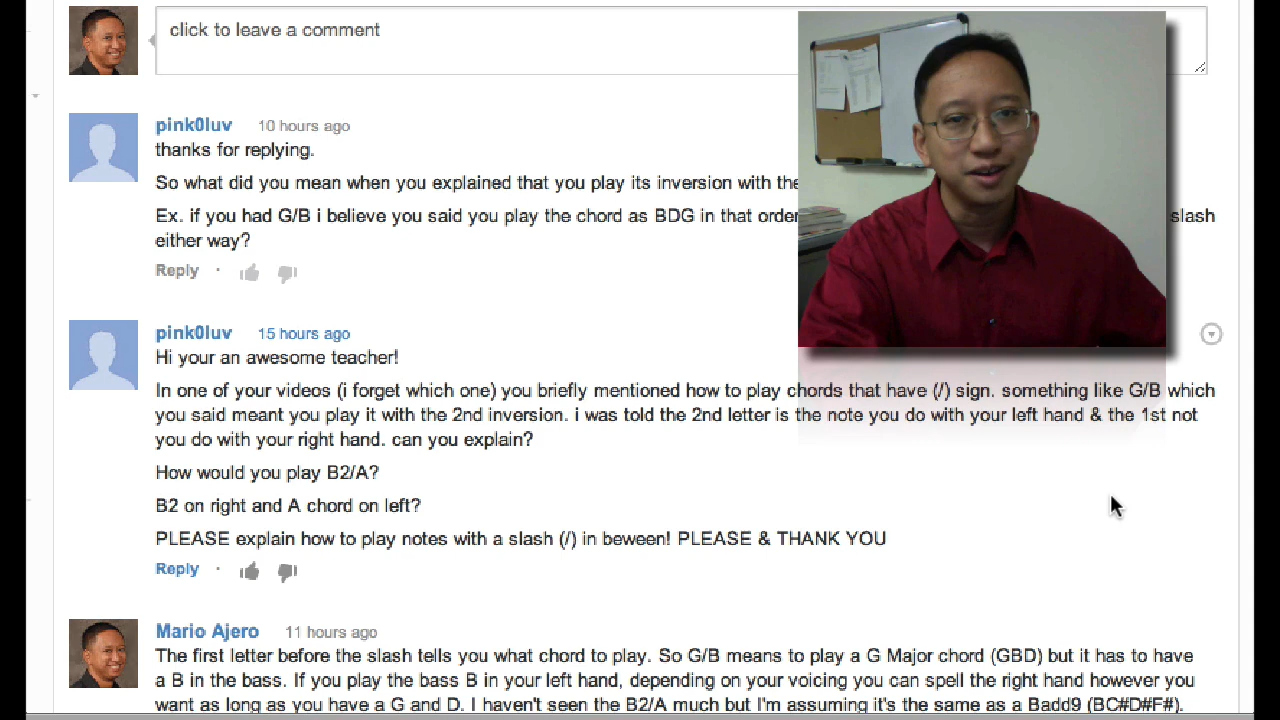 click to leave a comment
pink0luv 10 hours ago
thanks for replying.
So what did you mean when you explained that you play its inversion with the
Ex. if you had G/B i believe you said you play the chord as BDG in that order slash
either way?
Reply ·
pink0luv 15 hours ago
Hi your an awesome teacher!
In one of your videos (i forget which one) you briefly mentioned how to play chords that have (/) sign. something like G/B which
you said meant you play it with the 2nd inversion. i was told the 2nd letter is the note you do with your left hand & the 1st not
you do with your right hand. can you explain?
How would you play B2/A?
B2 on right and A chord on left?
PLEASE explain how to play notes with a slash (/) in beween! PLEASE & THANK YOU
Reply ·
Mario Ajero 11 hours ago
The first letter before the slash tells you what chord to play. So G/B means to play a G Major chord (GBD) but it has to have
a B in the bass. If you play the bass B in your left hand, depending on your voicing you can spell the right hand however you
want as long as you have a G and D. I haven't seen the B2/A much but I'm assuming it's the same as a Badd9 (BC#D#F#).